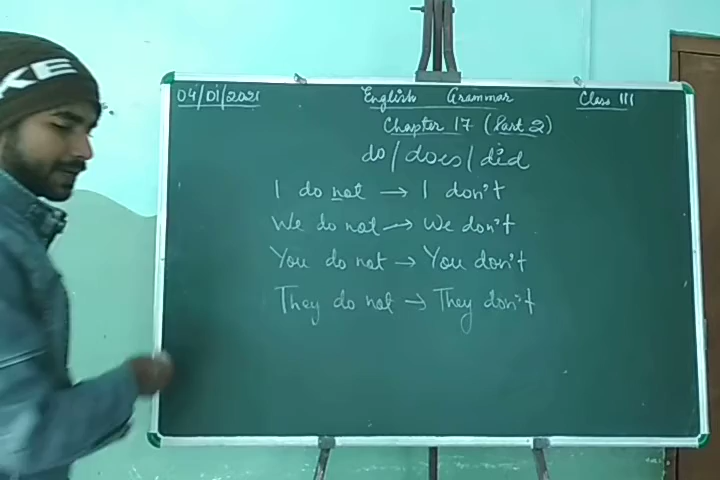 KE
04/01/2021 English Grammar Class III
Chapter 17 (Part 2)
do/does/did
I do not → I don't
We do not → We don't
You do not → You don't
They do not → They don't